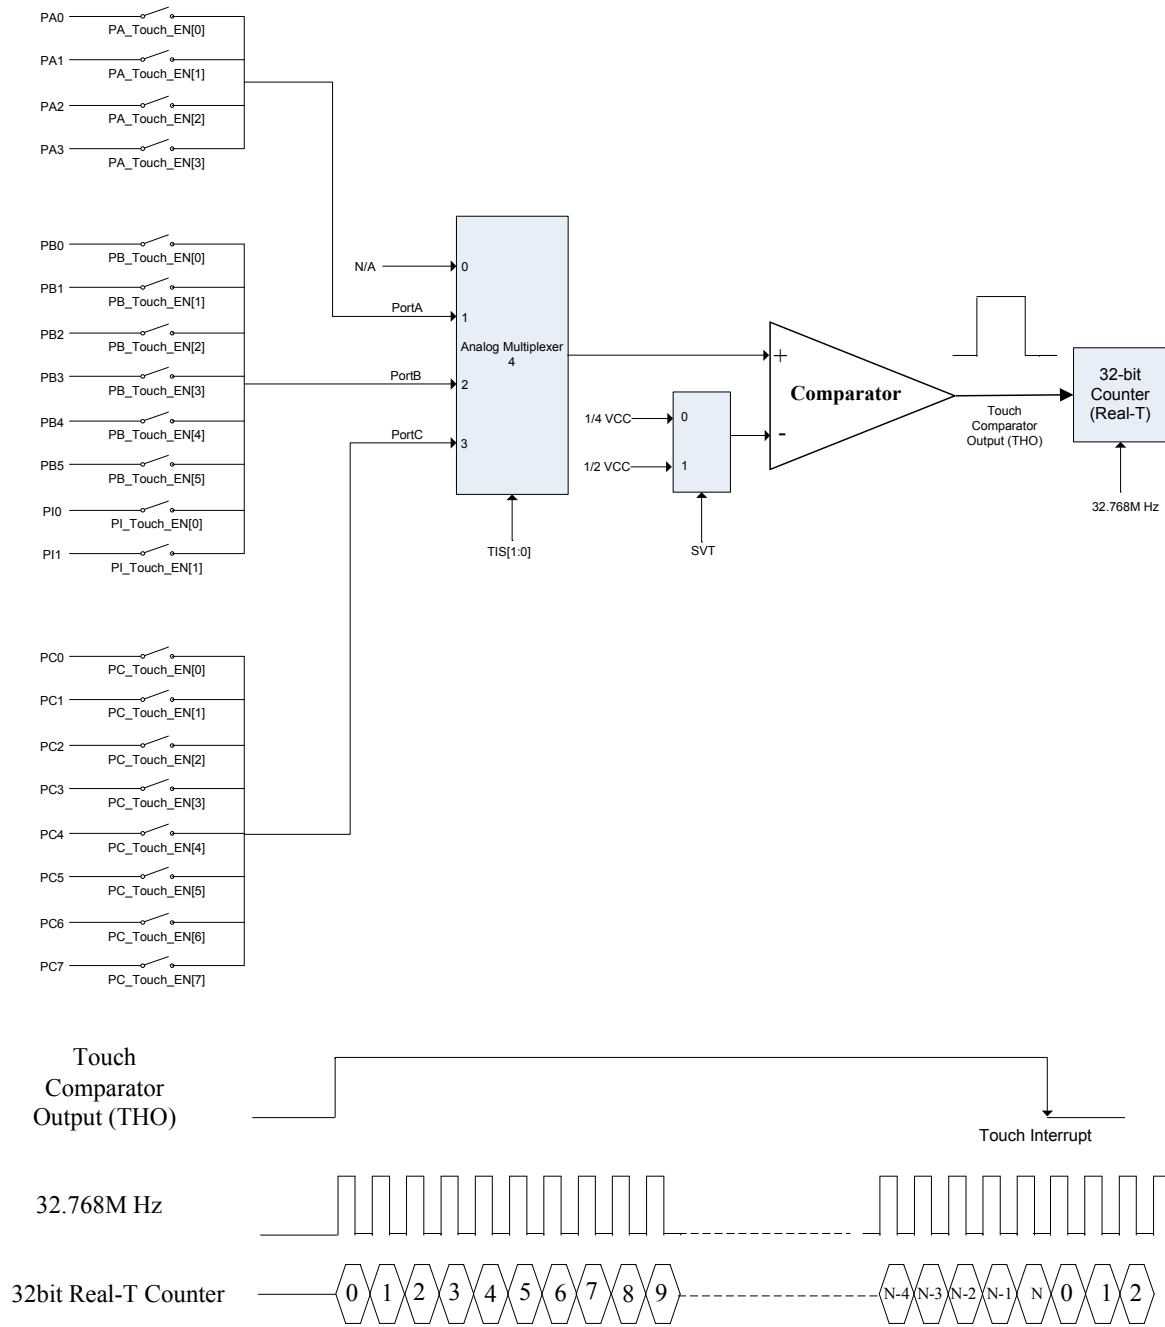 PA0
PA_Touch_EN[0]
PA1
PA_Touch_EN[1]
PA2
PA_Touch_EN[2]
PA3
PA_Touch_EN[3]
PB0
PB_Touch_EN[0]
PB1
PB_Touch_EN[1]
PB2
PB_Touch_EN[2]
PB3
PB_Touch_EN[3]
PB4
PB_Touch_EN[4]
PB5
PB_Touch_EN[5]
PI0
PI_Touch_EN[0]
PI1
PI_Touch_EN[1]
PC0
PC_Touch_EN[0]
PC1
PC_Touch_EN[1]
PC2
PC_Touch_EN[2]
PC3
PC_Touch_EN[3]
PC4
PC_Touch_EN[4]
PC5
PC_Touch_EN[5]
PC6
PC_Touch_EN[6]
PC7
PC_Touch_EN[7]
N/A
0
PortA
1
Analog Multiplexer
4
PortB
2
PortC
3
TIS[1:0]
1/4 VCC
0
1/2 VCC
1
SVT
+
Comparator
-
Touch
Comparator
Output (THO)
32-bit
Counter
(Real-T)
32.768M Hz
Touch
Comparator
Output (THO)
Touch Interrupt
32.768M Hz
32bit Real-T Counter
0 1 2 3 4 5 6 7 8 9 N-4 N-3 N-2 N-1 N 0 1 2